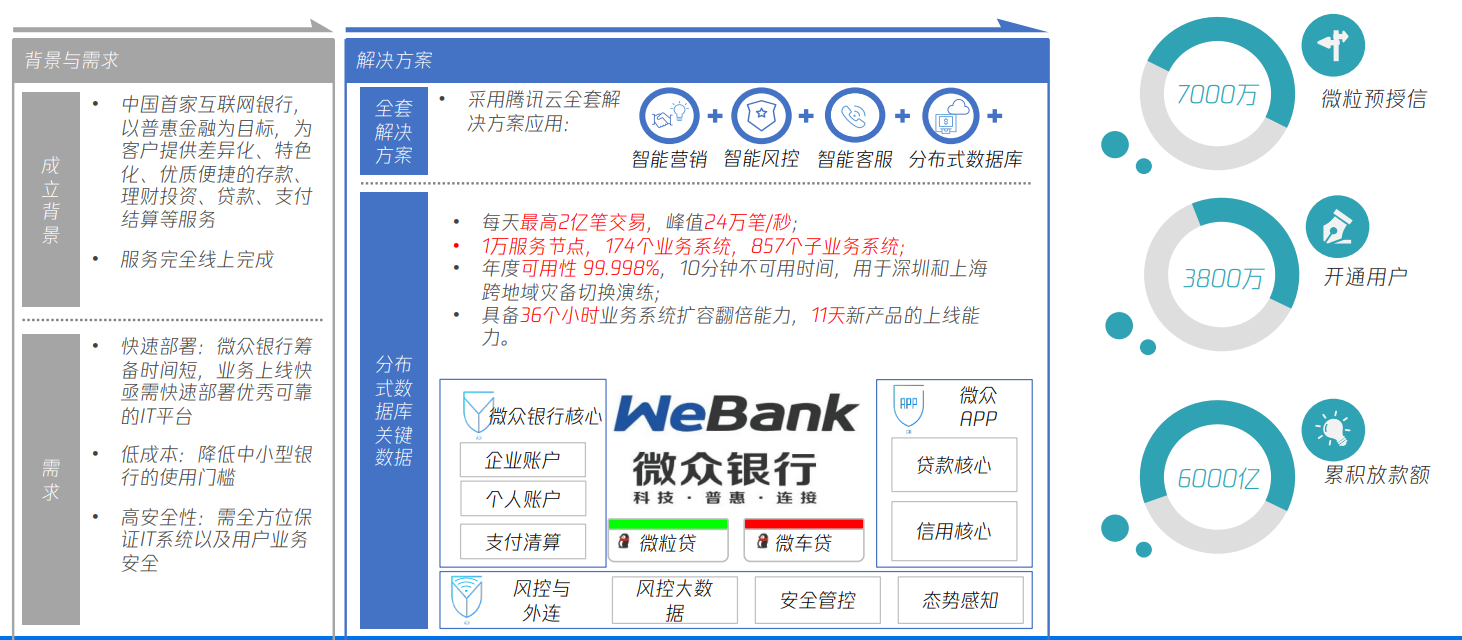 背景与需求
成立背景
• 中国首家互联网银行，
以普惠金融为目标，为
客户提供差异化、特色
化、优质便捷的存款、
理财投资、贷款、支付
结算等服务
• 服务完全线上完成
需求
• 快速部署：微众银行筹
备时间短，业务上线快
亟需快速部署优秀可靠
的IT平台
• 低成本：降低中小型银
行的使用门槛
• 高安全性：需全方位保
证IT系统以及用户业务
安全
解决方案
全套
解决
方案
• 采用腾讯云全套解
决方案应用：
智能营销
智能风控
智能客服
分布式数据库
分布
式数
据库
关键
数据
• 每天最高2亿笔交易，峰值24万笔/秒；
• 1万服务节点，174个业务系统，857个子业务系统；
• 年度可用性 99.998%，10分钟不可用时间，用于深圳和上海
跨地域灾备切换演练；
• 具备36个小时业务系统扩容翻倍能力，11天新产品的上线能
力。
微众银行核心
企业账户
个人账户
支付清算
WeBank
微众银行
科技·普惠·连接
微粒贷
微车贷
APP
微众
APP
贷款核心
信用核心
风控与
外连
风控大数
据
安全管控
态势感知
7000万
微粒预授信
3800万
开通用户
6000亿
累积放款额